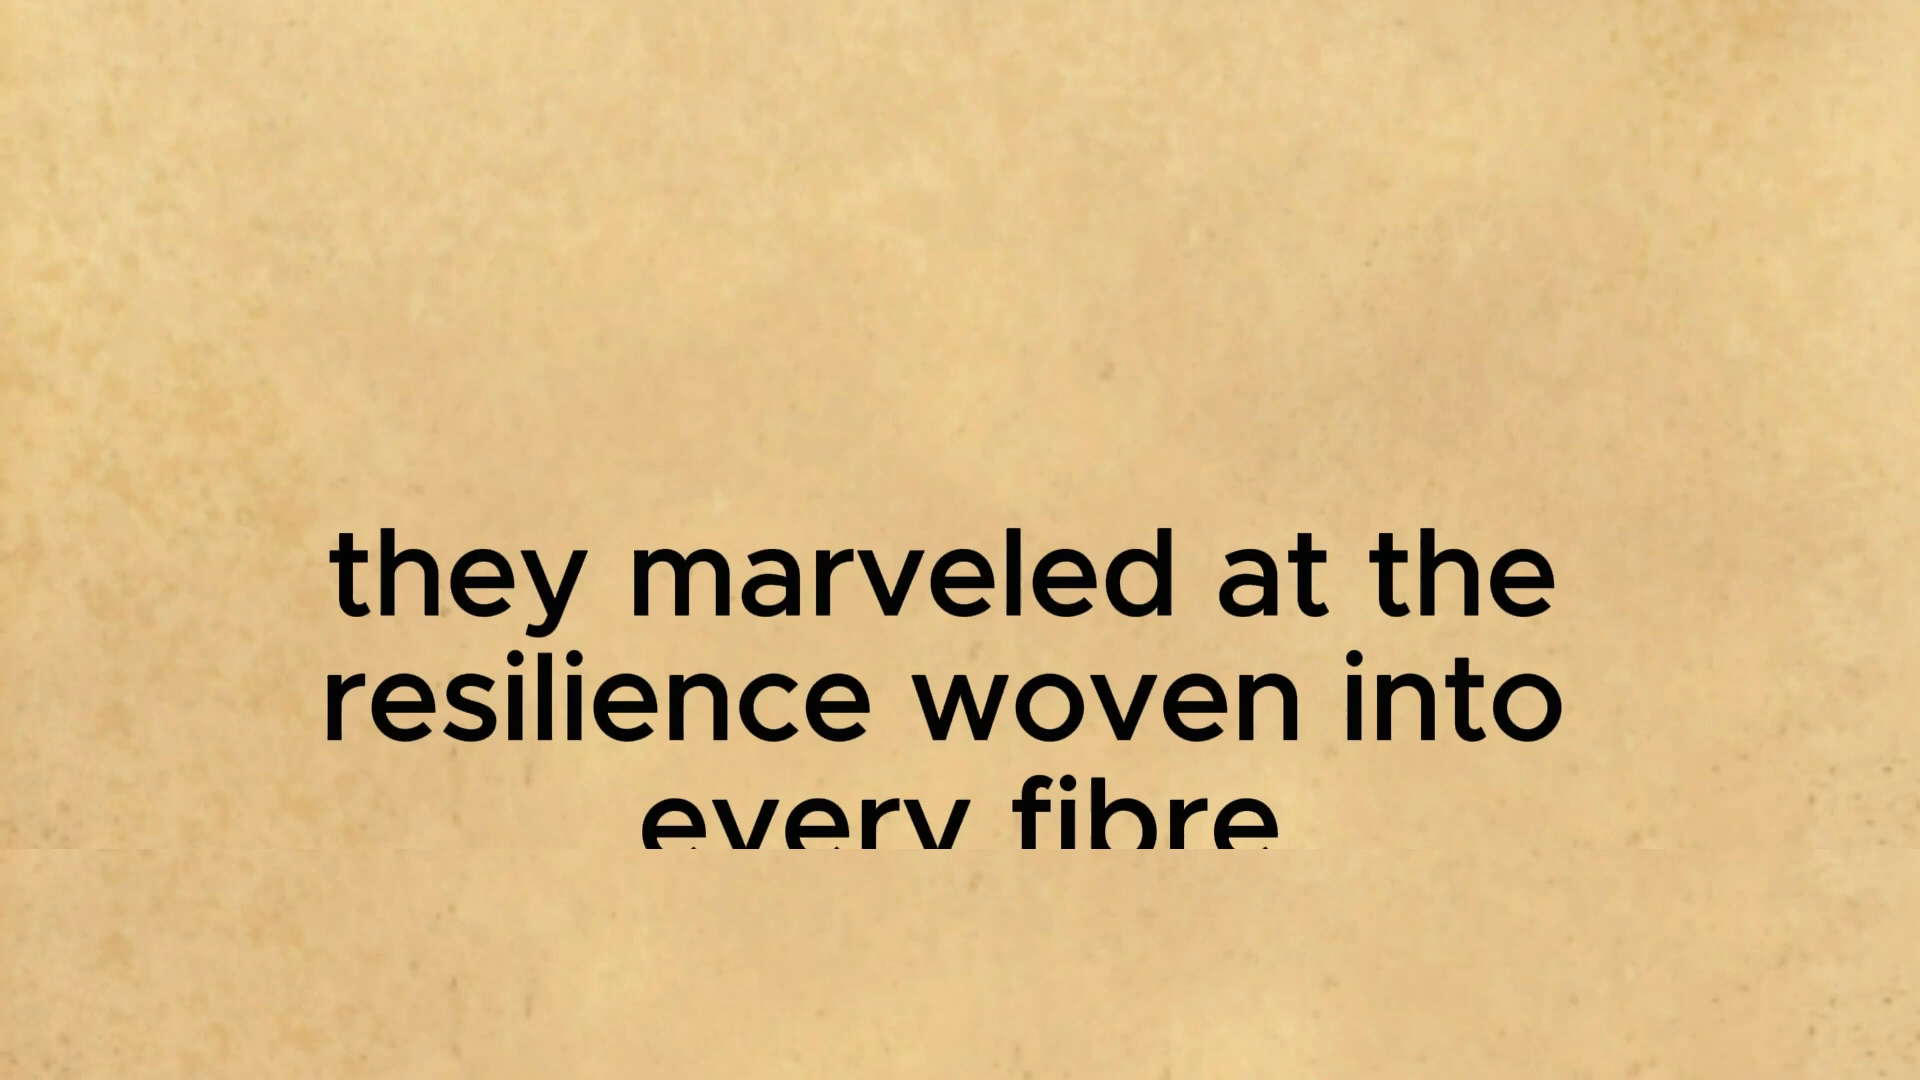 they marveled at the
resilience woven into
every fibre